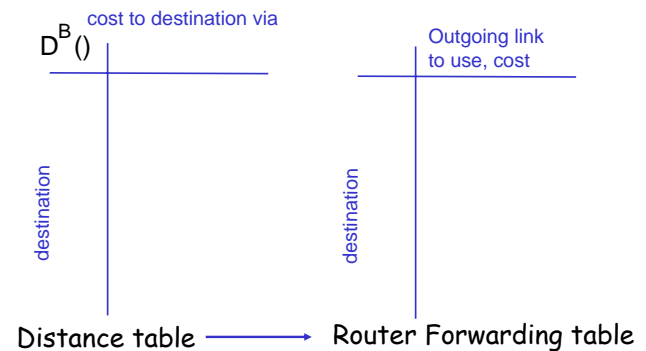 cost to destination via
D^B()
destination
Outgoing link
to use, cost
destination
Distance table
Router Forwarding table